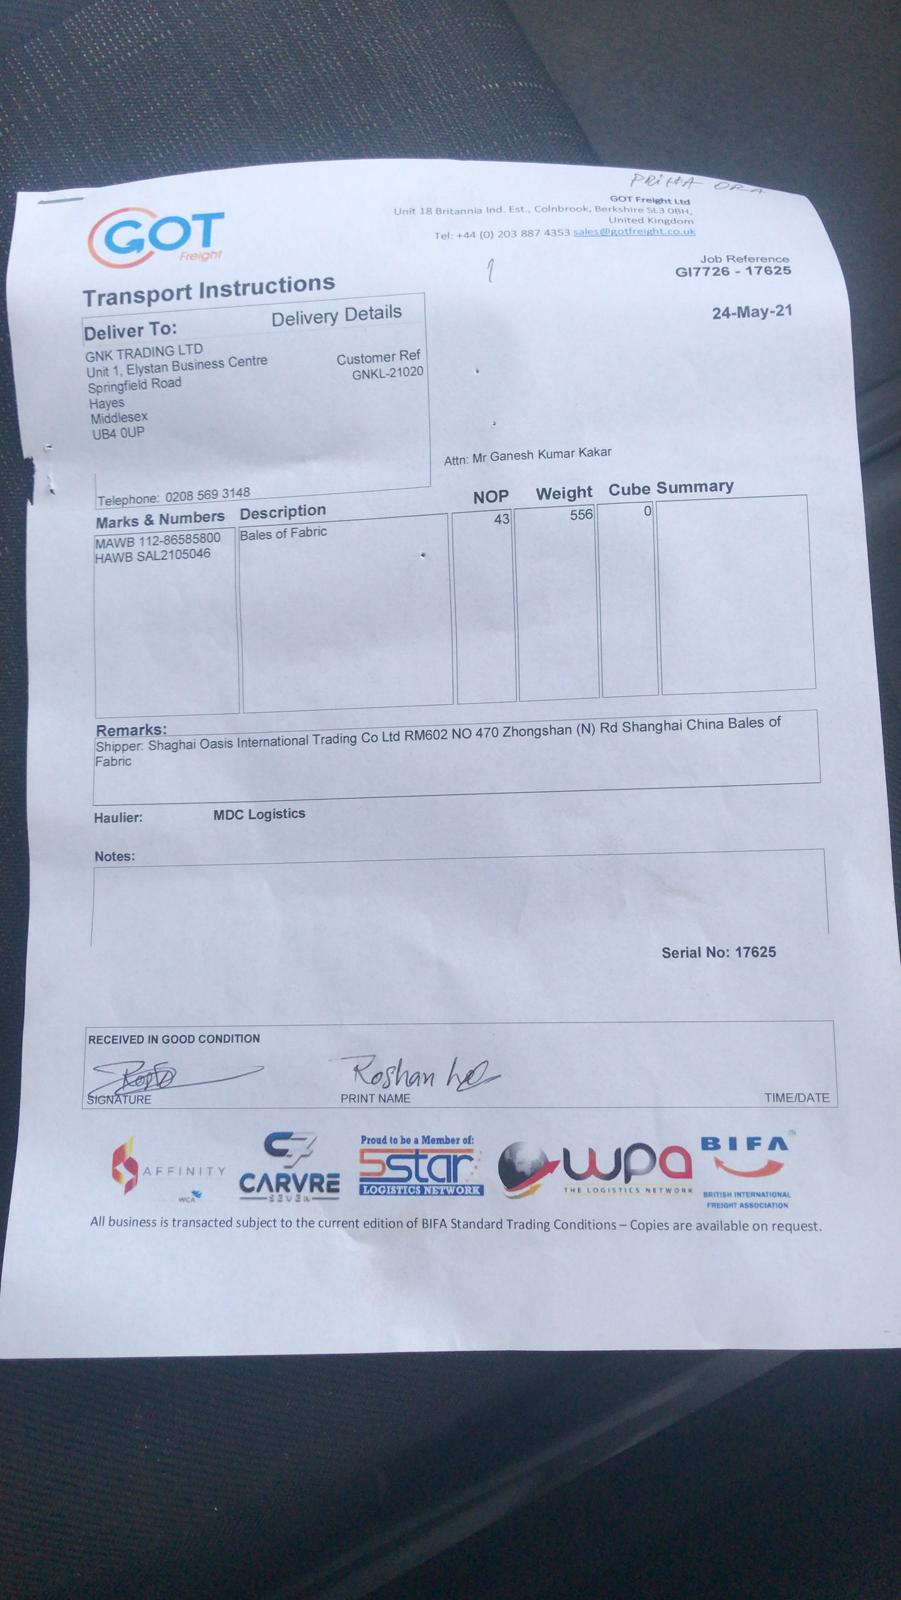 PRIHA ORA
GOT
Freight
GOT Freight Ltd
Unit 18 Britannia Ind. Est., Colnbrook, Berkshire SL3 0BH,
United Kingdom
Tel: +44 (0) 203 887 4353 sales@gotfreight.co.uk
Job Reference
GI7726 - 17625
24-May-21
Transport Instructions
Deliver To: Delivery Details
GNK TRADING LTD
Unit 1, Elystan Business Centre
Springfield Road
Hayes
Middlesex
UB4 0UP
Customer Ref
GNKL-21020
Attn: Mr Ganesh Kumar Kakar
Telephone: 0208 569 3148
Marks & Numbers Description NOP Weight Cube Summary
MAWB 112-86585800 Bales of Fabric 43 556 0
HAWB SAL2105046
Remarks:
Shipper: Shaghai Oasis International Trading Co Ltd RM602 NO 470 Zhongshan (N) Rd Shanghai China Bales of
Fabric
Haulier: MDC Logistics
Notes:
Serial No: 17625
RECEIVED IN GOOD CONDITION
Roshan
SIGNATURE PRINT NAME TIME/DATE
AFFINITY
WCA
C7
CARVRE
SEVEN
Proud to be a Member of:
5star
LOGISTICS NETWORK
wpa
THE LOGISTICS NETWORK
BIFA
BRITISH INTERNATIONAL
FREIGHT ASSOCIATION
All business is transacted subject to the current edition of BIFA Standard Trading Conditions – Copies are available on request.